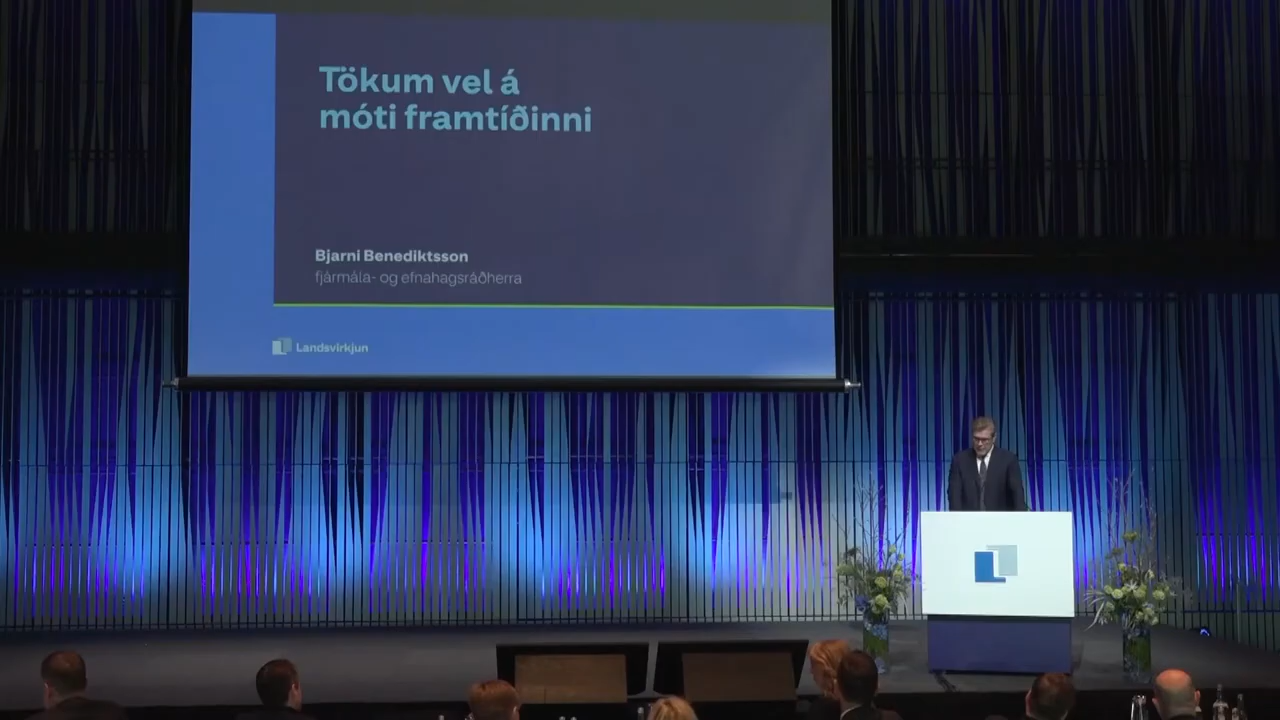 Tökum vel á
móti framtíðinni
Bjarni Benediktsson
fjármála- og efnahagsráðherra
Landsvirkjun